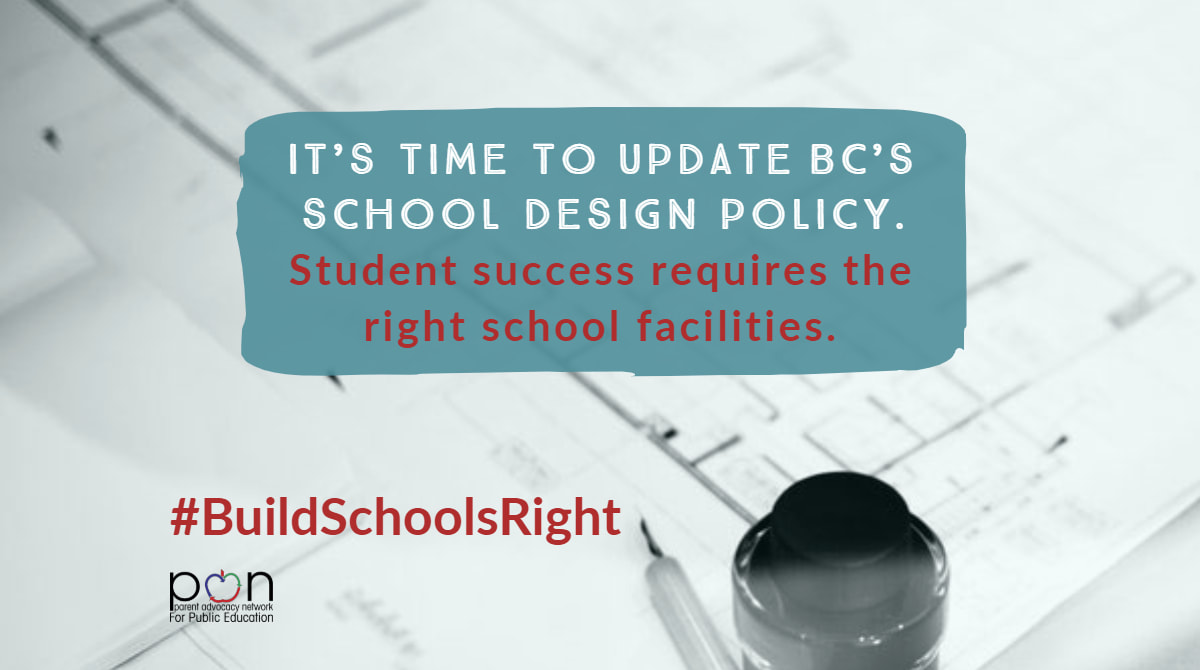 IT'S TIME TO UPDATE BC'S
SCHOOL DESIGN POLICY.
Student success requires the
right school facilities.
#BuildSchoolsRight
pan
parent advocacy network
For Public Education